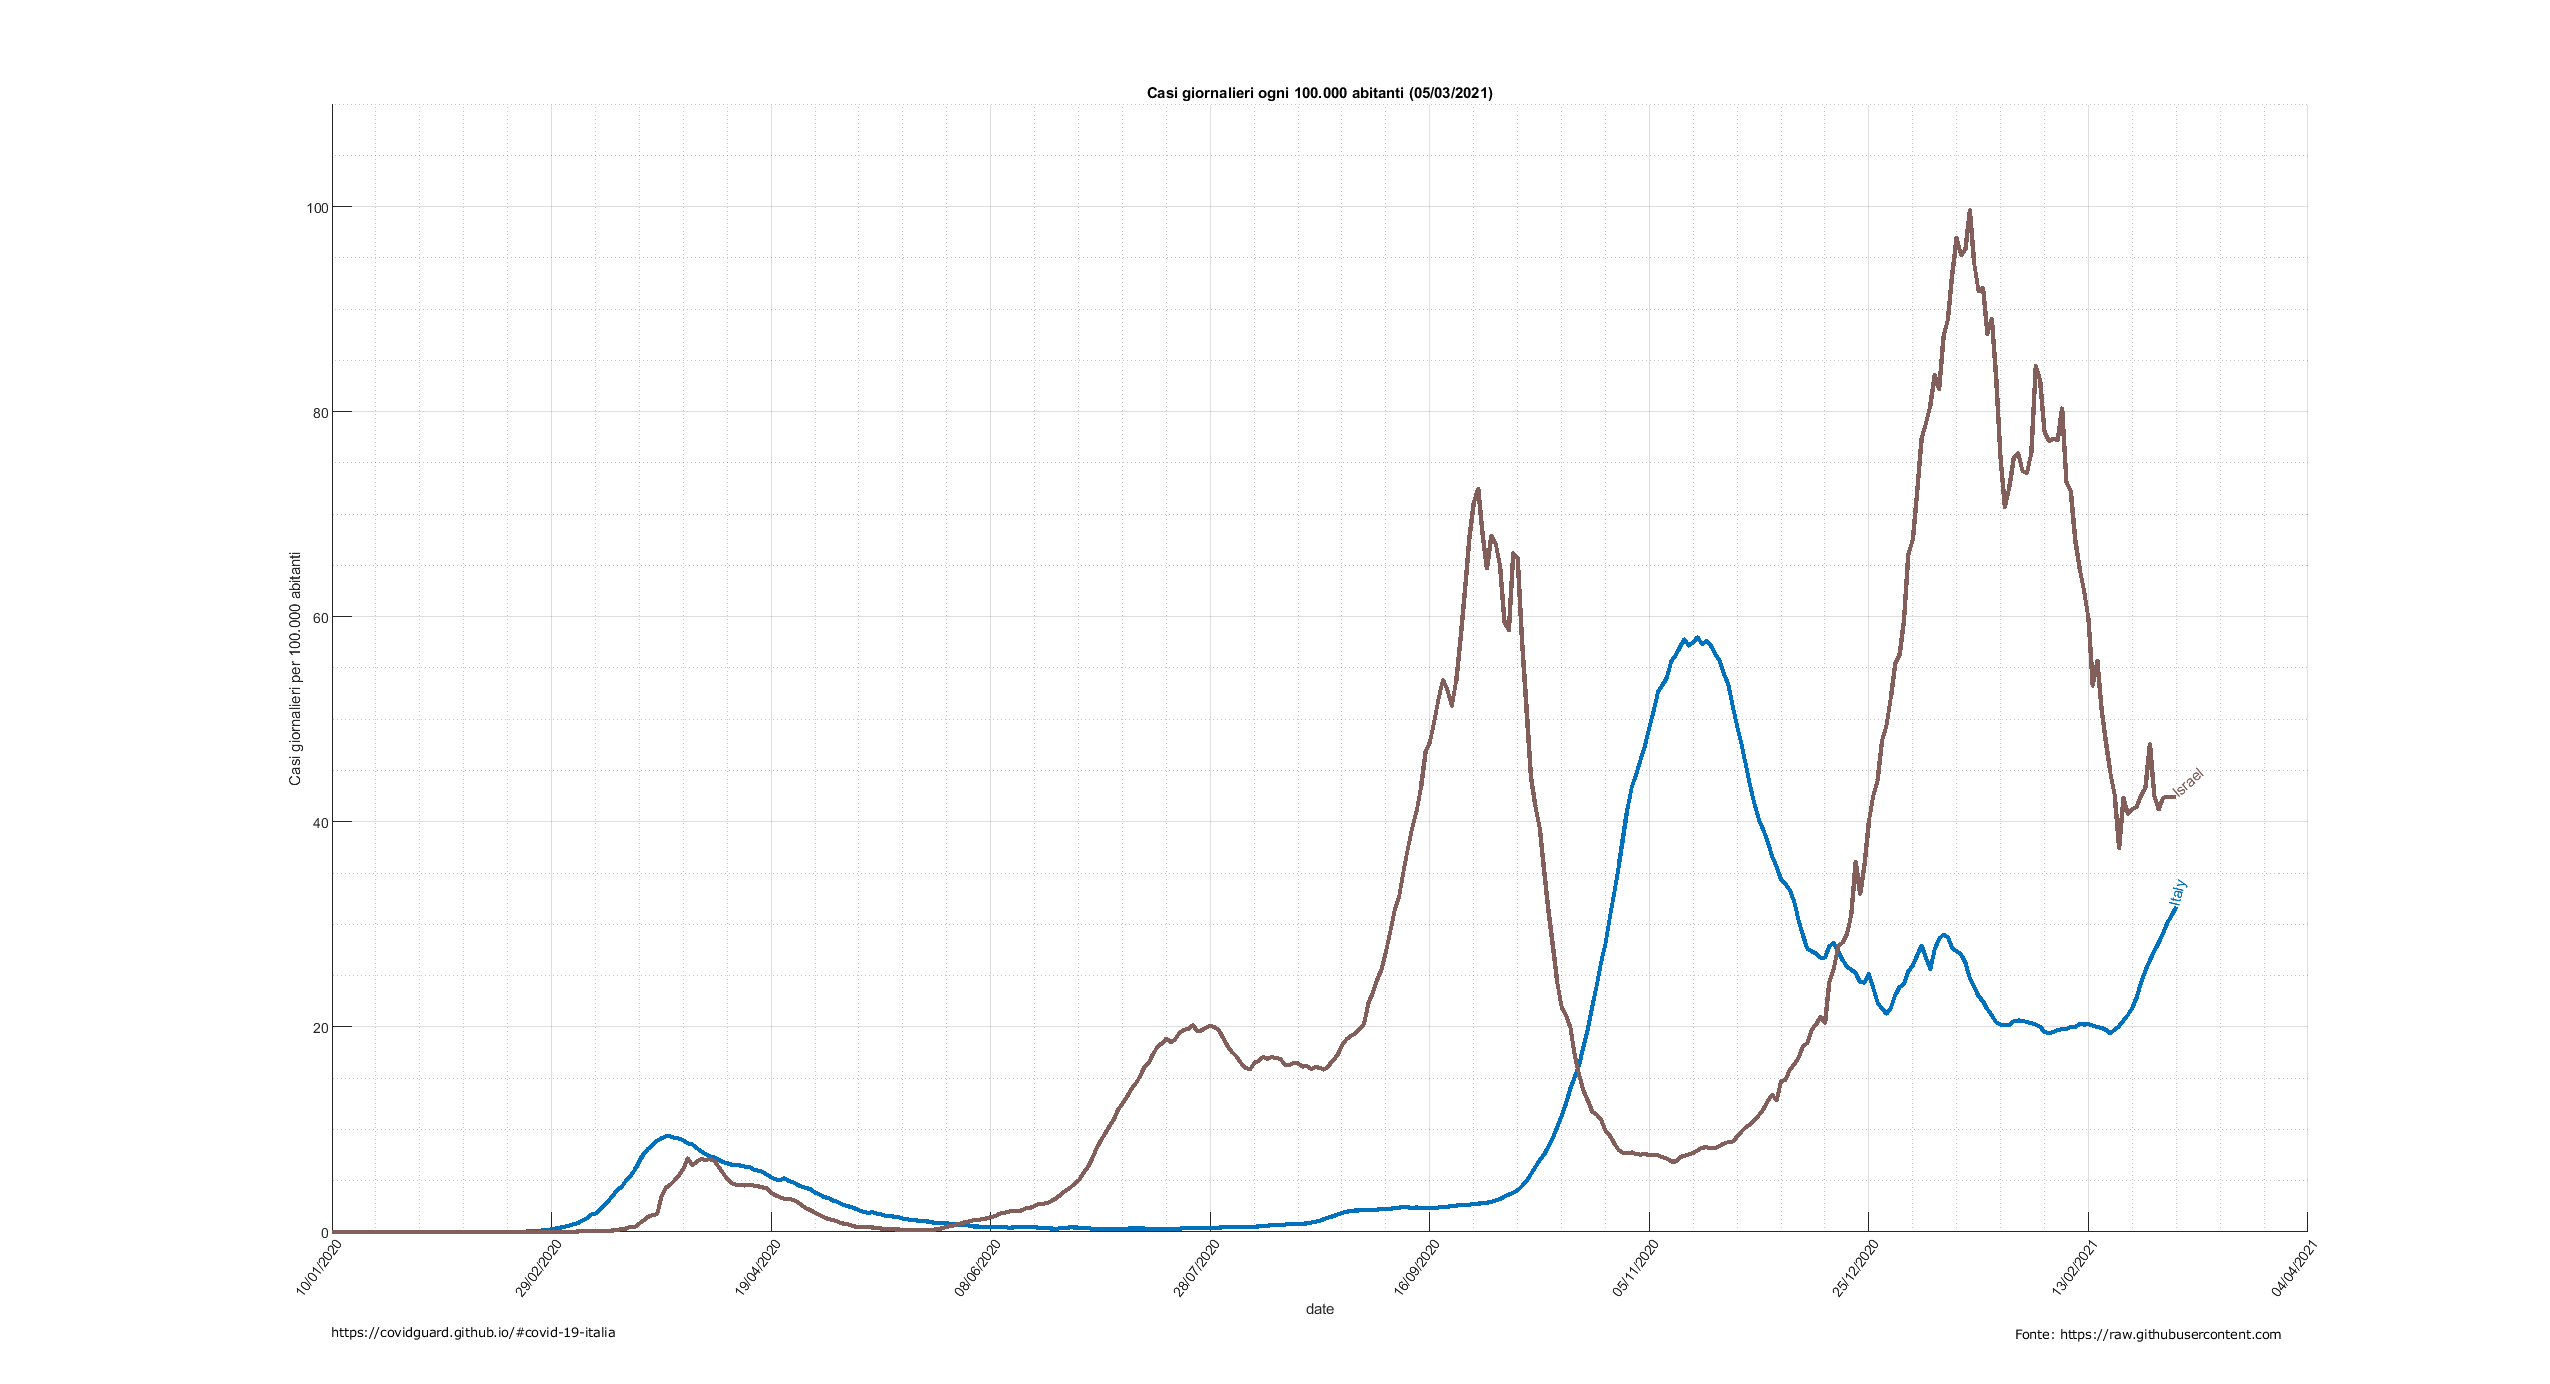 Casi giornalieri ogni 100.000 abitanti (05/03/2021)
Casi giornalieri per 100.000 abitanti
100
80
60
40
20
0
Israel
Italy
10/01/2020
29/02/2020
19/04/2020
08/06/2020
28/07/2020
16/09/2020
05/11/2020
25/12/2020
13/02/2021
04/04/2021
date
https://covidguard.github.io/#covid-19-italia
Fonte: https://raw.githubusercontent.com